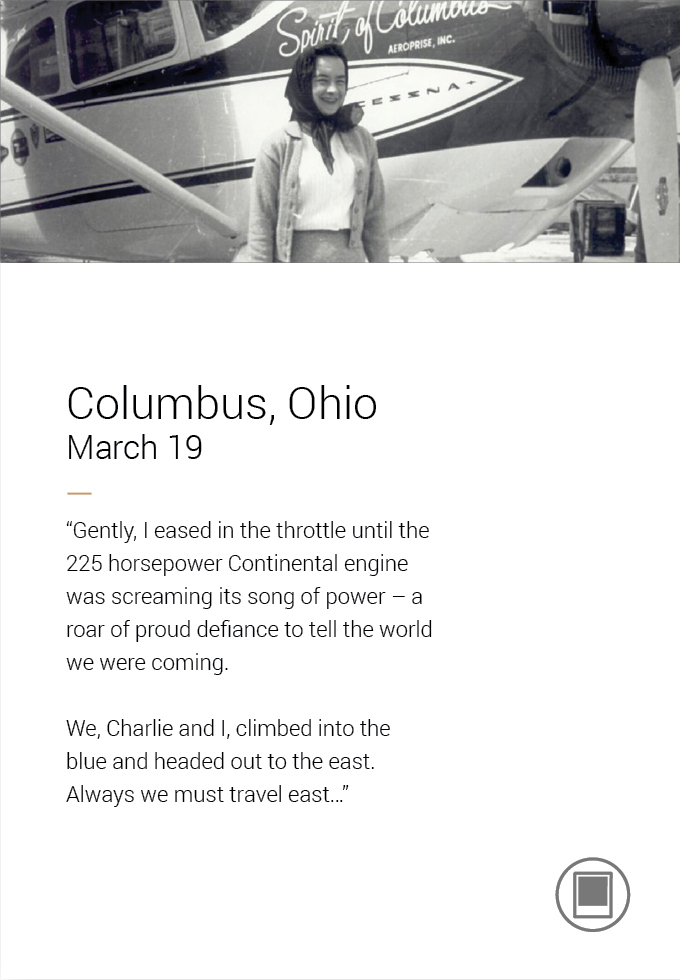 Spirit of Columbus
AEROPRISE, INC.
CESSNA
Columbus, Ohio
March 19
“Gently, I eased in the throttle until the
225 horsepower Continental engine
was screaming its song of power – a
roar of proud defiance to tell the world
we were coming.
We, Charlie and I, climbed into the
blue and headed out to the east.
Always we must travel east...”